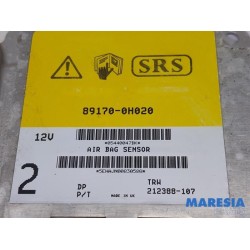 SRS
89170-0H020
12V
AIR BAG SENSOR
2
DP
P/T
TRW
212388-107
MARESIA